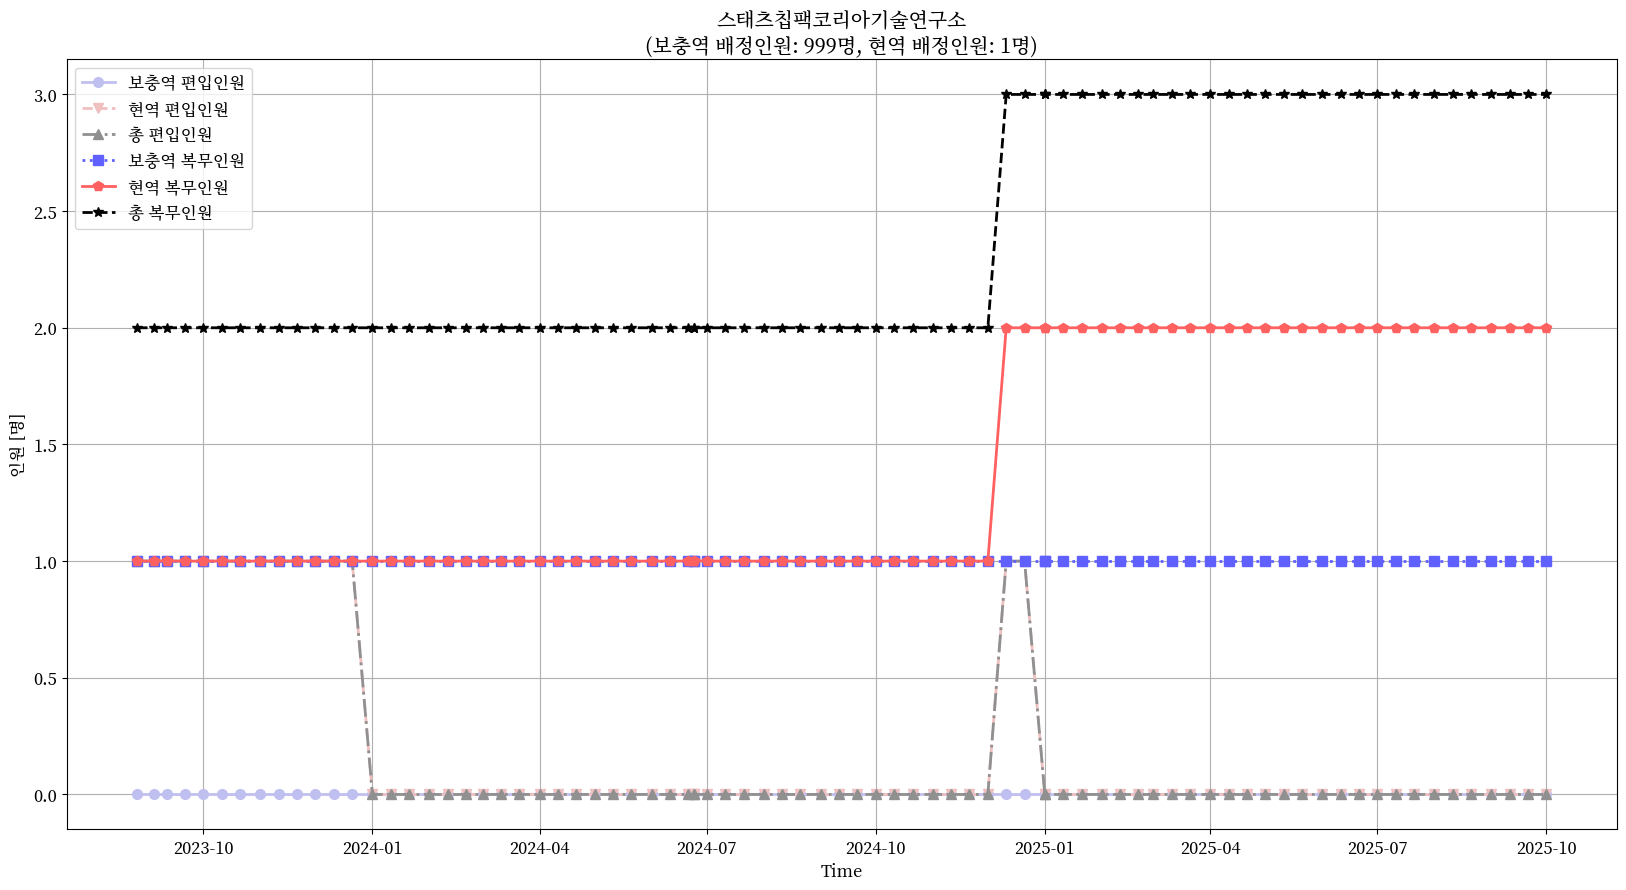 스태츠칩팩코리아기술연구소
(보충역 배정인원: 999명, 현역 배정인원: 1명)
보충역 편입인원
현역 편입인원
총 편입인원
보충역 복무인원
현역 복무인원
총 복무인원
3.0
2.5
2.0
1.5
1.0
0.5
0.0
인원 [명]
2023-10
2024-01
2024-04
2024-07
2024-10
2025-01
2025-04
2025-07
2025-10
Time